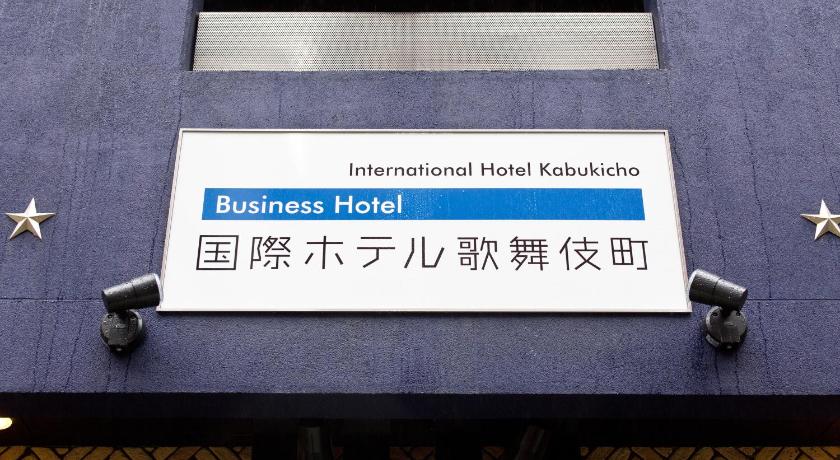 International Hotel Kabukicho
Business Hotel
国際ホテル歌舞伎町